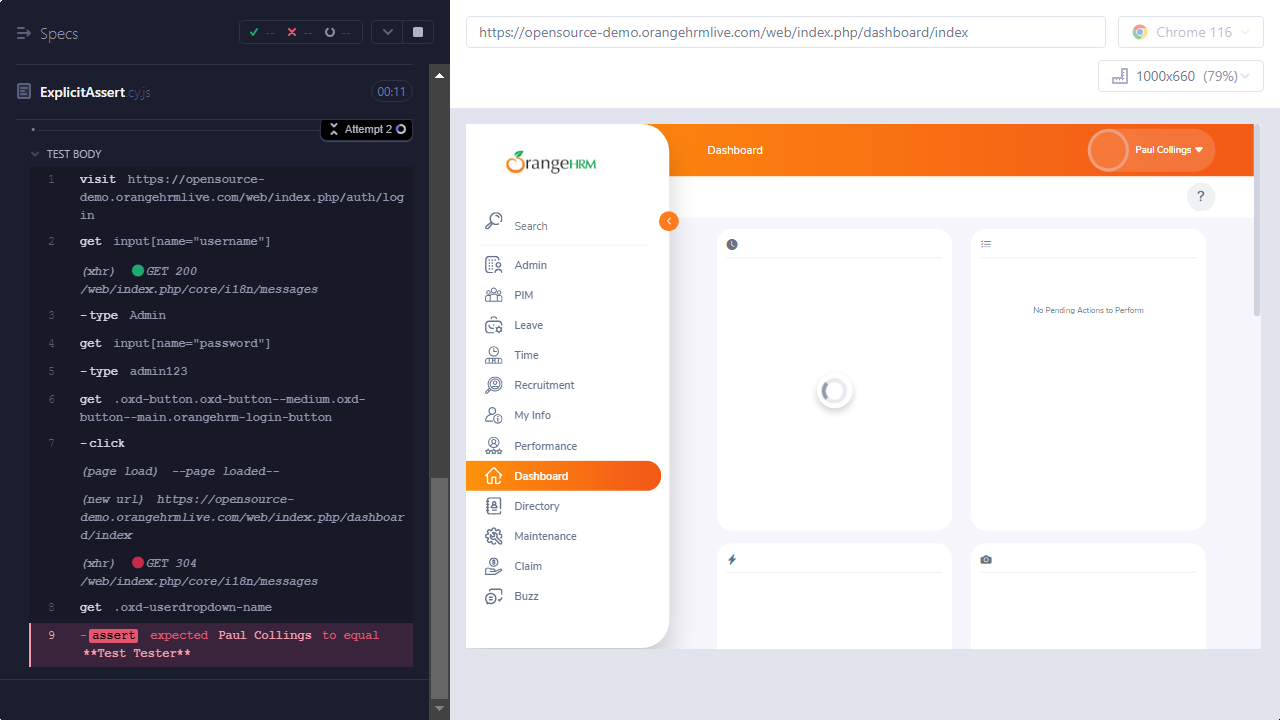 Specs
--
--
--
https://opensource-demo.orangehrmlive.com/web/index.php/dashboard/index
Chrome 116
1000x660 (79%)
ExplicitAssert.cy.js
00:11
Attempt 2
TEST BODY
1 visit https://opensource-
demo.orangehrmlive.com/web/index.php/auth/log
in
2 get input[name="username"]
(xhr) GET 200
/web/index.php/core/i18n/messages
3 -type Admin
4 get input[name="password"]
5 -type admin123
6 get .oxd-button.oxd-button--medium.oxd-
button--main.orangehrm-login-button
7 -click
(page load) --page loaded--
(new url) https://opensource-
demo.orangehrmlive.com/web/index.php/dashboar
d/index
(xhr) GET 304
/web/index.php/core/i18n/messages
8 get .oxd-userdropdown-name
9 -assert expected Paul Collings to equal
**Test Tester**
OrangeHRM
Search
Admin
PIM
Leave
Time
Recruitment
My Info
Performance
Dashboard
Directory
Maintenance
Claim
Buzz
Dashboard
Paul Collings
?
No Pending Actions to Perform